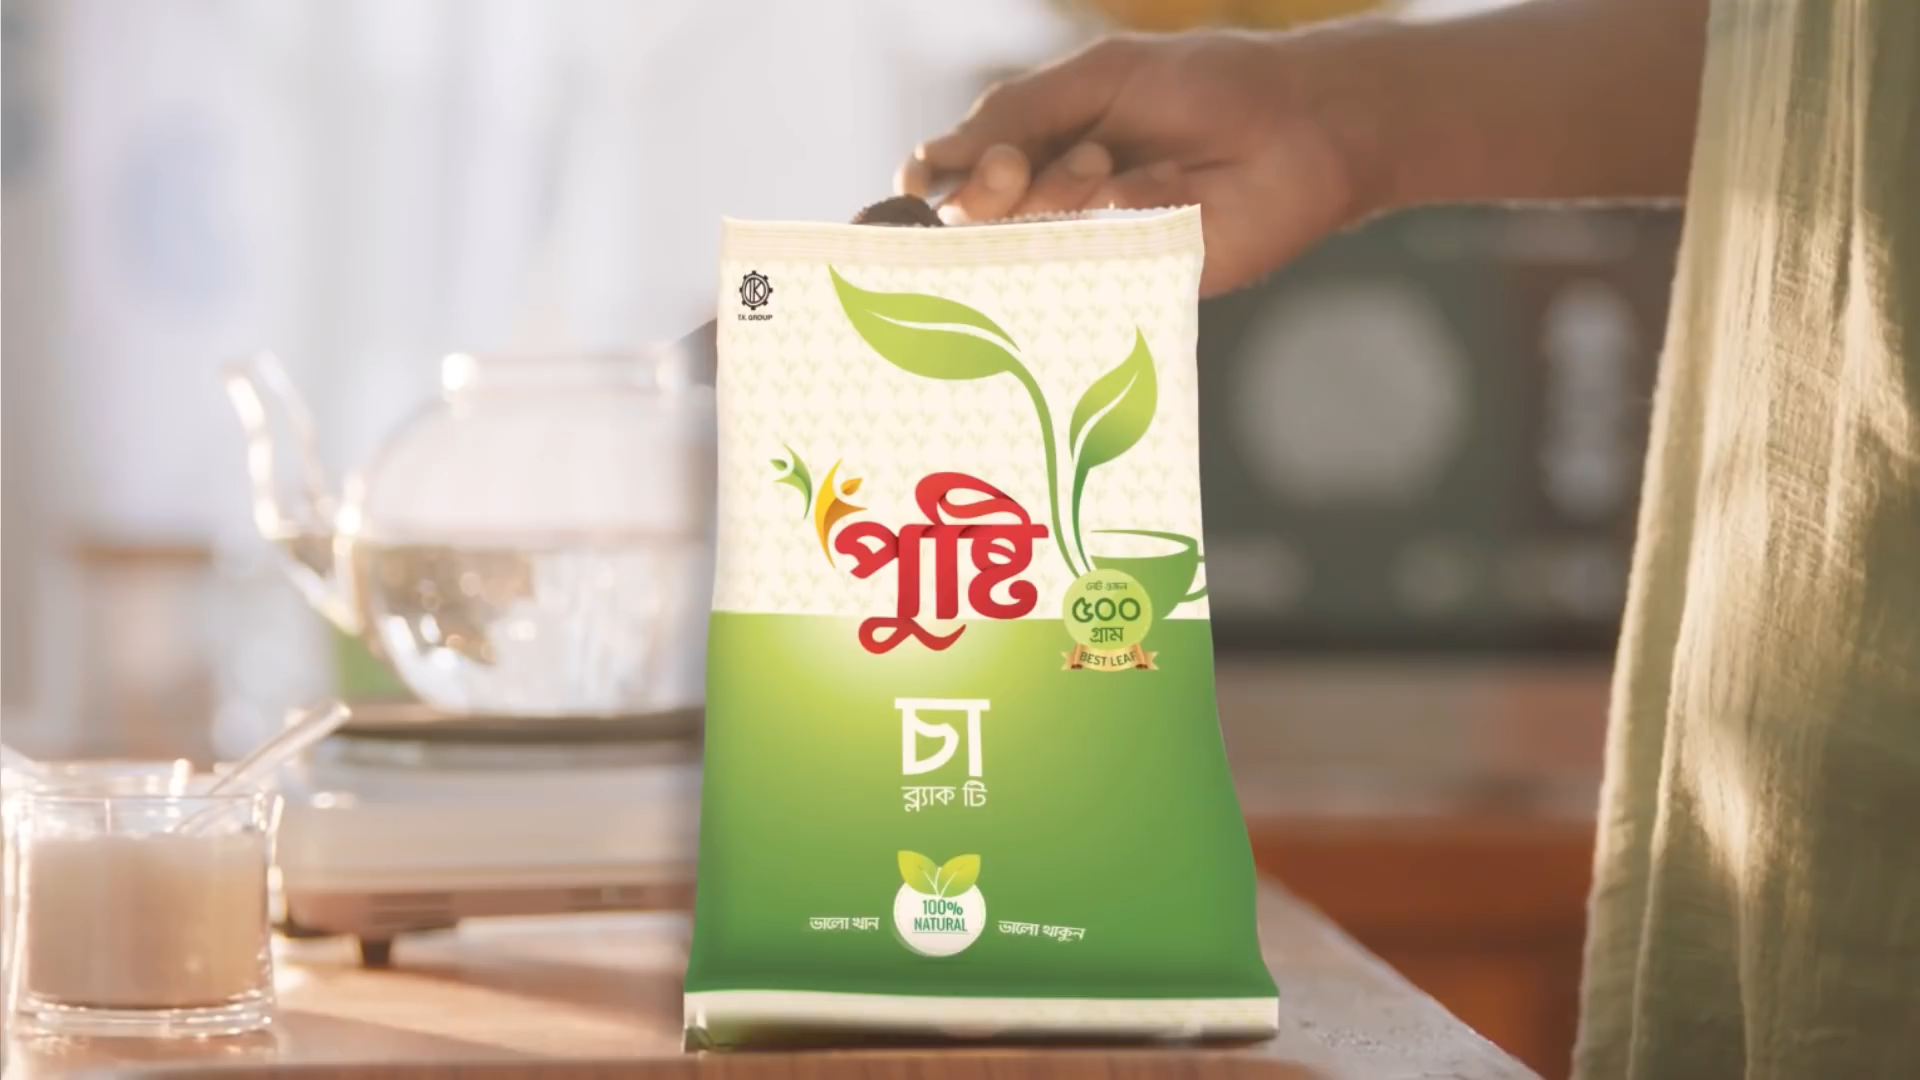 T.K. GROUP
পুষ্টি
নেট ওজন
৫০০
গ্রাম
BEST LEAF
চা
ব্ল্যাক টি
100%
NATURAL
ভালো খান
ভালো থাকুন